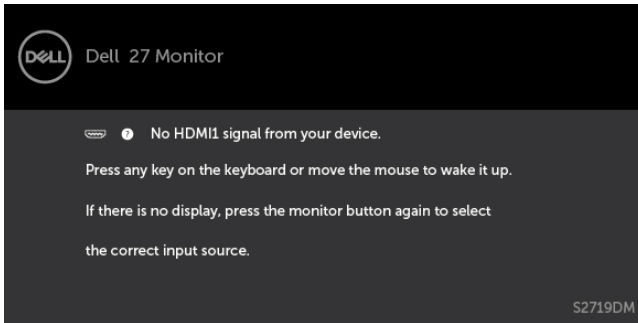 DELL
Dell 27 Monitor
? No HDMI1 signal from your device.
Press any key on the keyboard or move the mouse to wake it up.
If there is no display, press the monitor button again to select
the correct input source.
S2719DM